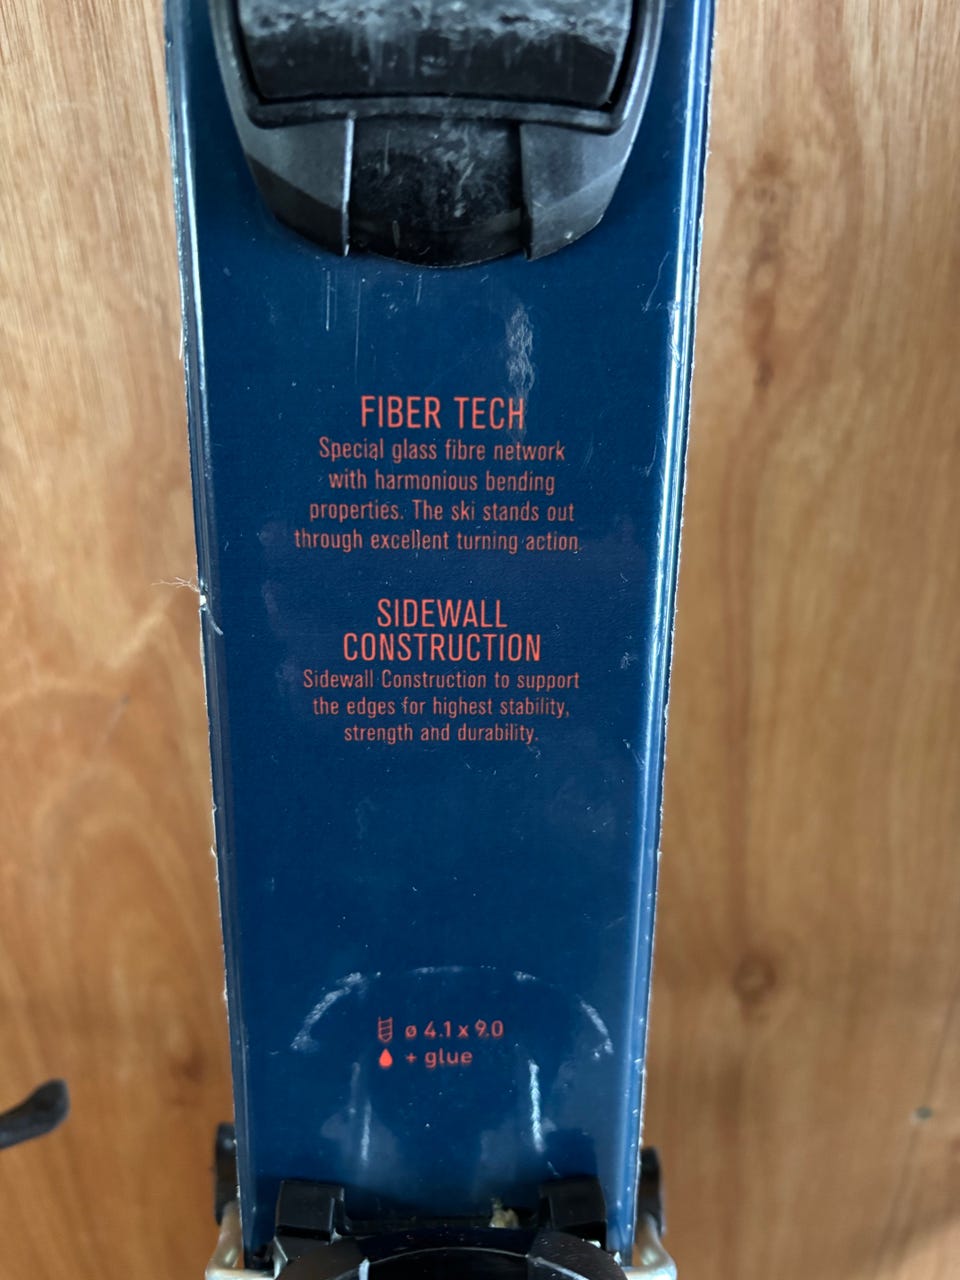 FIBER TECH
Special glass fibre network
with harmonious bending
properties. The ski stands out
through excellent turning action.
SIDEWALL
CONSTRUCTION
Sidewall Construction to support
the edges for highest stability,
strength and durability.
ø 4.1 x 9.0
+ glue